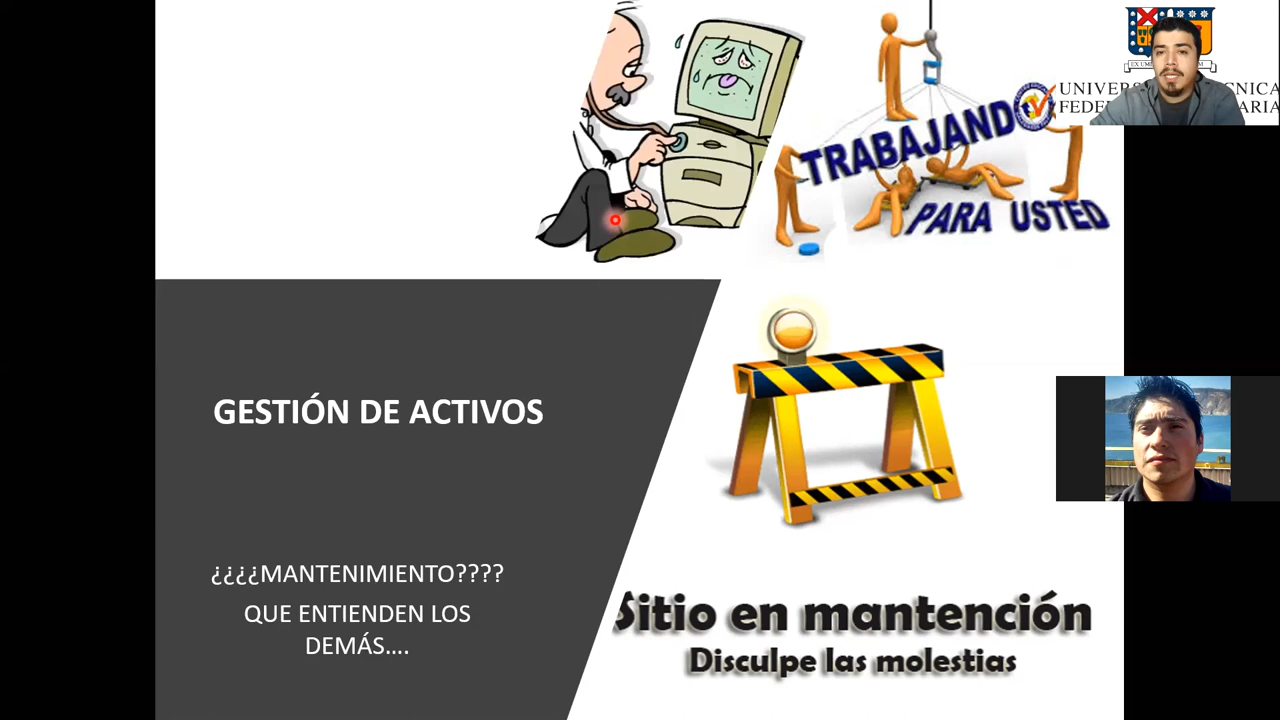 TRABAJANDO
PARA USTED
GESTIÓN DE ACTIVOS
¿¿¿¿MANTENIMIENTO????
QUE ENTIENDEN LOS
DEMÁS....
Sitio en mantención
Disculpe las molestias